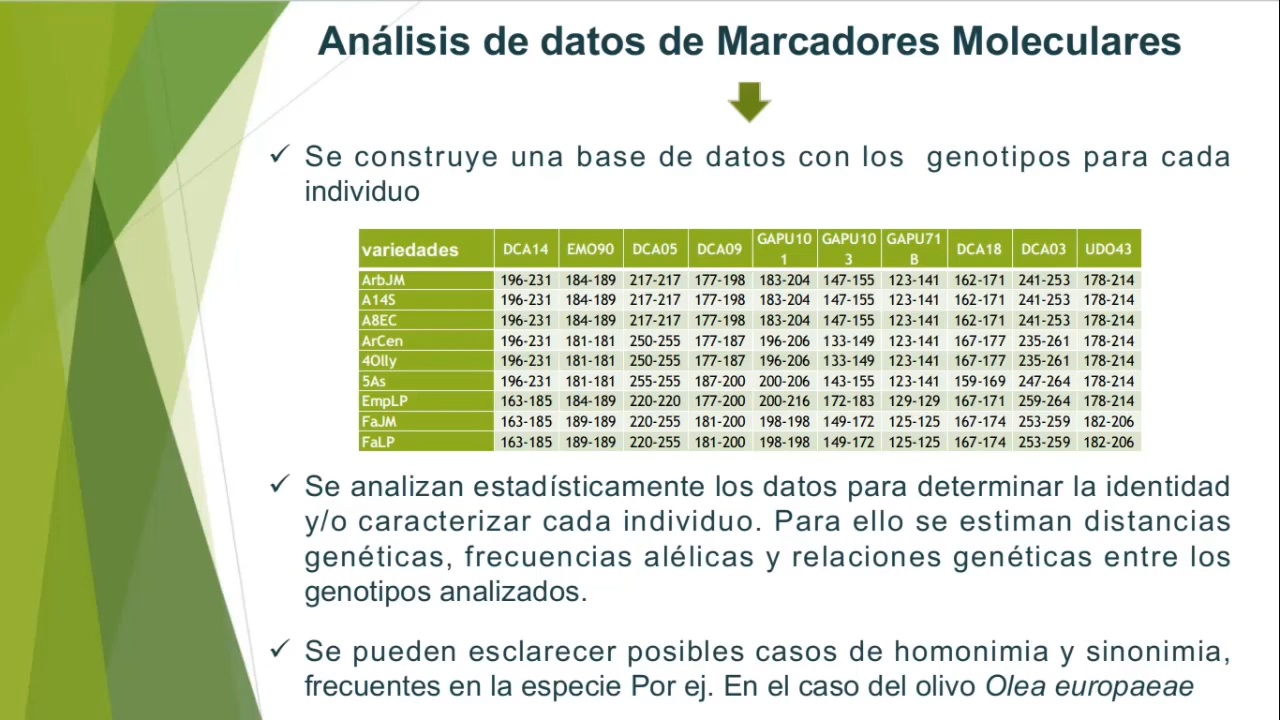 Análisis de datos de Marcadores Moleculares
✓ Se construye una base de datos con los genotipos para cada
individuo
variedades DCA14 EMO90 DCA05 DCA09 GAPU10 GAPU10 GAPU71 DCA18 DCA03 UDO43
1 3 B
ArbJM 196-231 184-189 217-217 177-198 183-204 147-155 123-141 162-171 241-253 178-214
A14S 196-231 184-189 217-217 177-198 183-204 147-155 123-141 162-171 241-253 178-214
A8EC 196-231 184-189 217-217 177-198 183-204 147-155 123-141 162-171 241-253 178-214
ArCen 196-231 181-181 250-255 177-187 196-206 133-149 123-141 167-177 235-261 178-214
4Olly 196-231 181-181 250-255 177-187 196-206 133-149 123-141 167-177 235-261 178-214
5As 196-231 181-181 255-255 187-200 200-206 143-155 123-141 159-169 247-264 178-214
EmpLP 163-185 184-189 220-220 177-200 200-216 172-183 129-129 167-171 259-264 178-214
FaJM 163-185 189-189 220-255 181-200 198-198 149-172 125-125 167-174 253-259 182-206
FaLP 163-185 189-189 220-255 181-200 198-198 149-172 125-125 167-174 253-259 182-206
✓ Se analizan estadísticamente los datos para determinar la identidad
y/o caracterizar cada individuo. Para ello se estiman distancias
genéticas, frecuencias alélicas y relaciones genéticas entre los
genotipos analizados.
✓ Se pueden esclarecer posibles casos de homonimia y sinonimia,
frecuentes en la especie Por ej. En el caso del olivo Olea europaeae